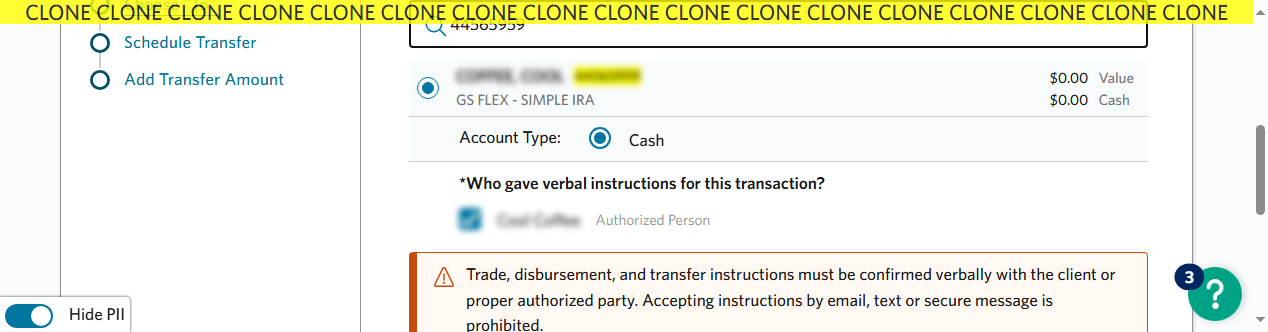 CLONE CLONE CLONE CLONE CLONE CLONE CLONE CLONE CLONE CLONE CLONE CLONE CLONE CLONE CLONE CLONE CLONE
Schedule Transfer
Add Transfer Amount
44565959
$0.00 Value
GS FLEX - SIMPLE IRA
$0.00 Cash
Account Type: Cash
*Who gave verbal instructions for this transaction?
Authorized Person
Trade, disbursement, and transfer instructions must be confirmed verbally with the client or
proper authorized party. Accepting instructions by email, text or secure message is
prohibited.
3
?
Hide PII